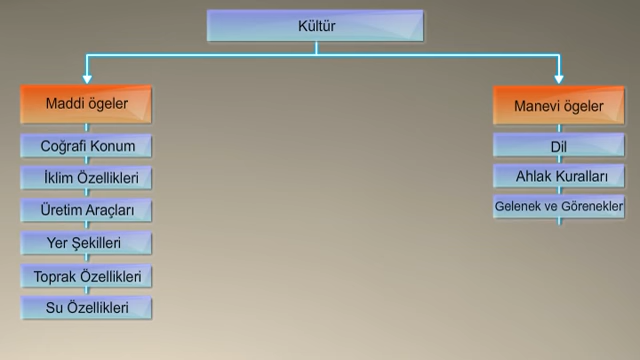 Kültür
Maddi ögeler
Coğrafi Konum
İklim Özellikleri
Üretim Araçları
Yer Şekilleri
Toprak Özellikleri
Su Özellikleri
Manevi ögeler
Dil
Ahlak Kuralları
Gelenek ve Görenekler